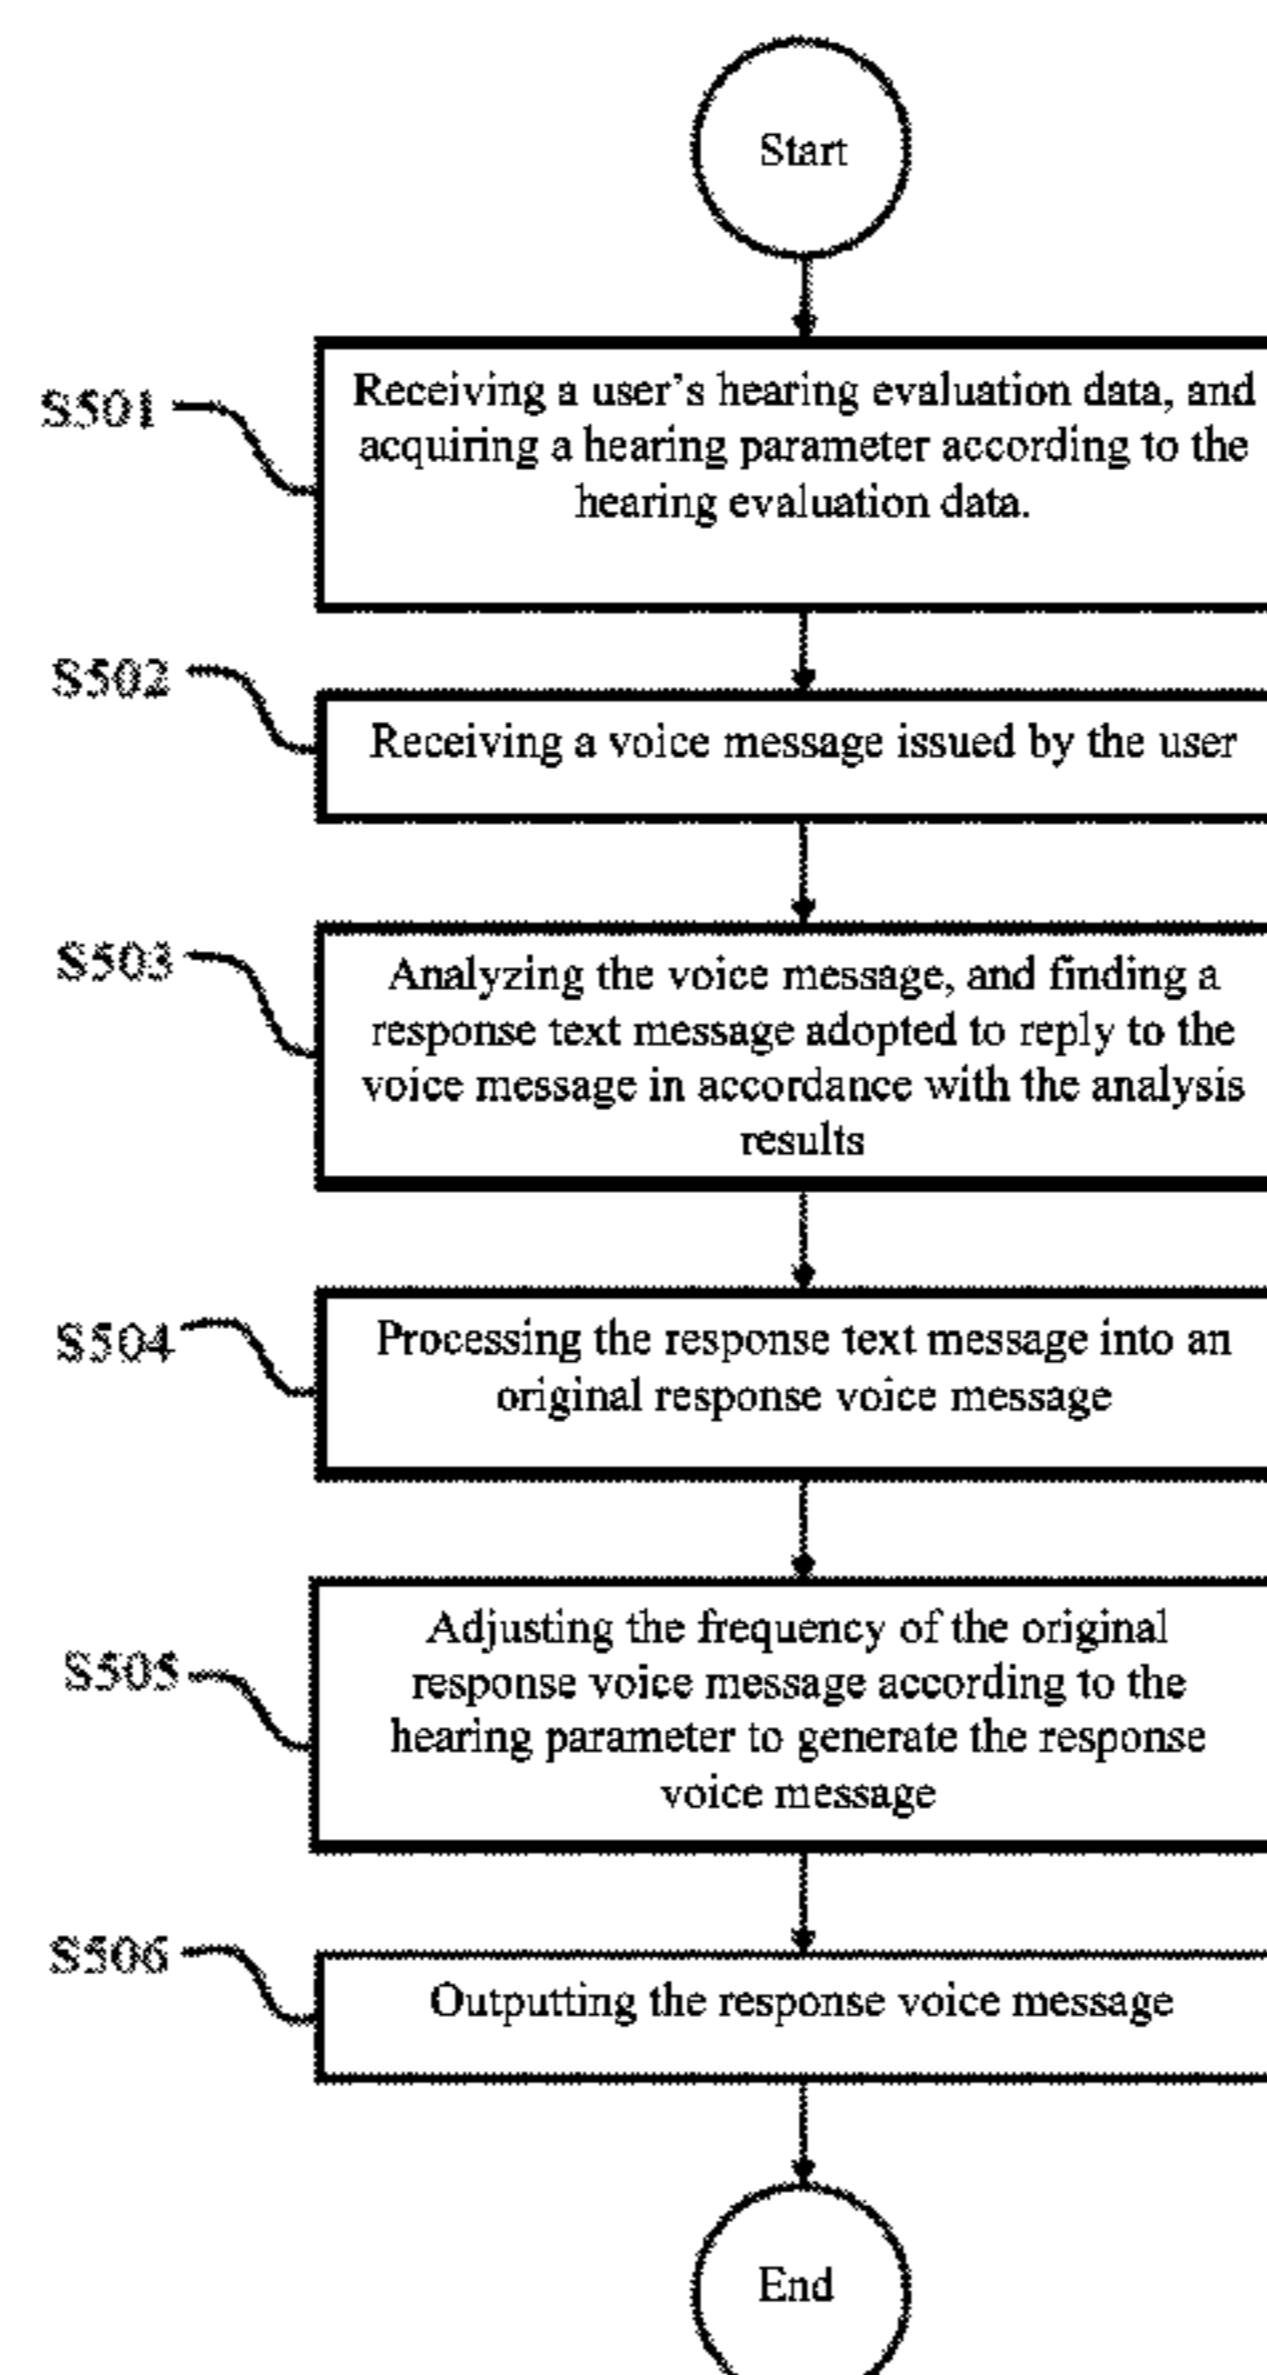 Start
S501
Receiving a user's hearing evaluation data, and
acquiring a hearing parameter according to the
hearing evaluation data.
S502
Receiving a voice message issued by the user
S503
Analyzing the voice message, and finding a
response text message adopted to reply to the
voice message in accordance with the analysis
results
S504
Processing the response text message into an
original response voice message
S505
Adjusting the frequency of the original
response voice message according to the
hearing parameter to generate the response
voice message
S506
Outputting the response voice message
End